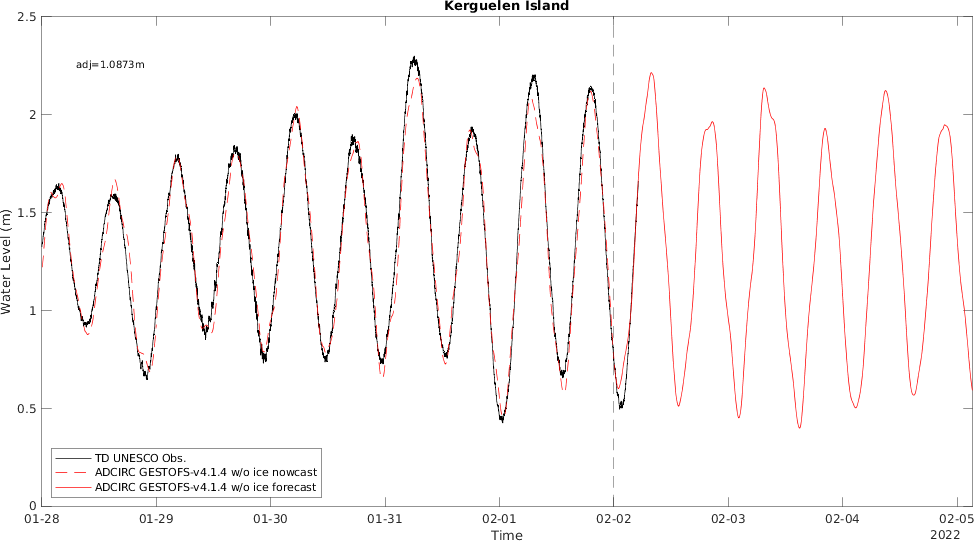 Kerguelen Island
adj=1.0873m
2.5
2
1.5
1
0.5
0
Water Level (m)
TD UNESCO Obs.
ADCIRC GESTOFS-v4.1.4 w/o ice nowcast
ADCIRC GESTOFS-v4.1.4 w/o ice forecast
01-28 01-29 01-30 01-31 02-01 02-02 02-03 02-04 02-05
Time
2022